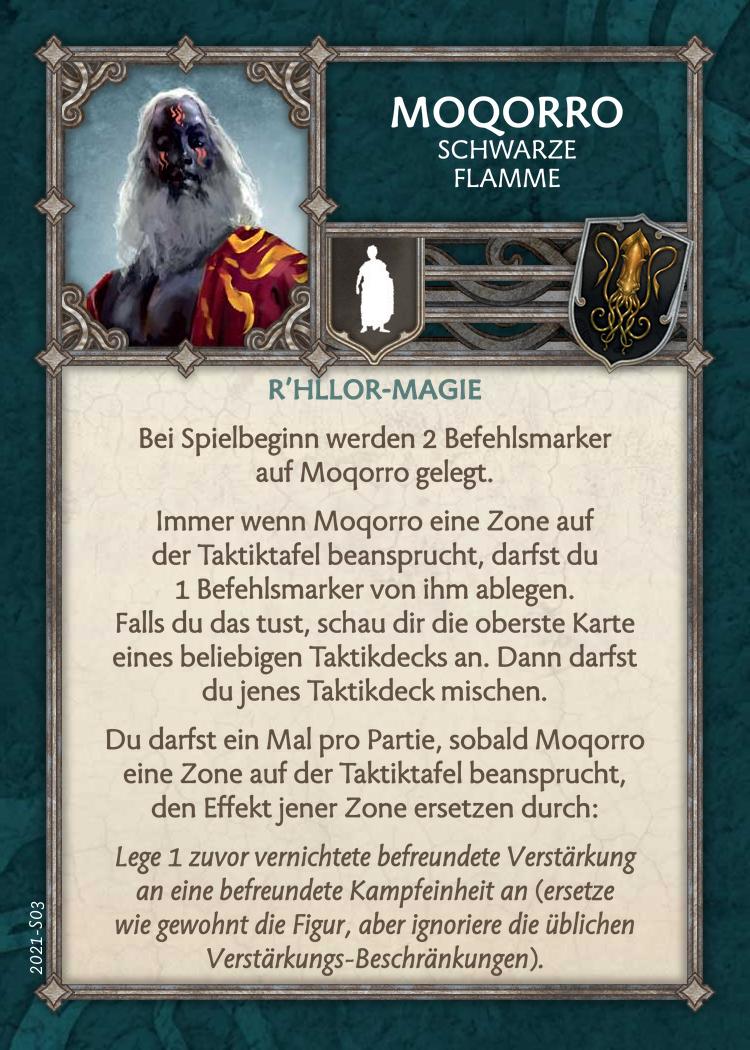 MOQORRO
SCHWARZE
FLAMME
R'HLLOR-MAGIE
Bei Spielbeginn werden 2 Befehlsmarker
auf Moqorro gelegt.
Immer wenn Moqorro eine Zone auf
der Taktiktafel beansprucht, darfst du
1 Befehlsmarker von ihm ablegen.
Falls du das tust, schau dir die oberste Karte
eines beliebigen Taktikdecks an. Dann darfst
du jenes Taktikdeck mischen.
Du darfst ein Mal pro Partie, sobald Moqorro
eine Zone auf der Taktiktafel beansprucht,
den Effekt jener Zone ersetzen durch:
Lege 1 zuvor vernichtete befreundete Verstärkung
an eine befreundete Kampfeinheit an (ersetze
wie gewohnt die Figur, aber ignoriere die üblichen
Verstärkungs-Beschränkungen).
2021-S03